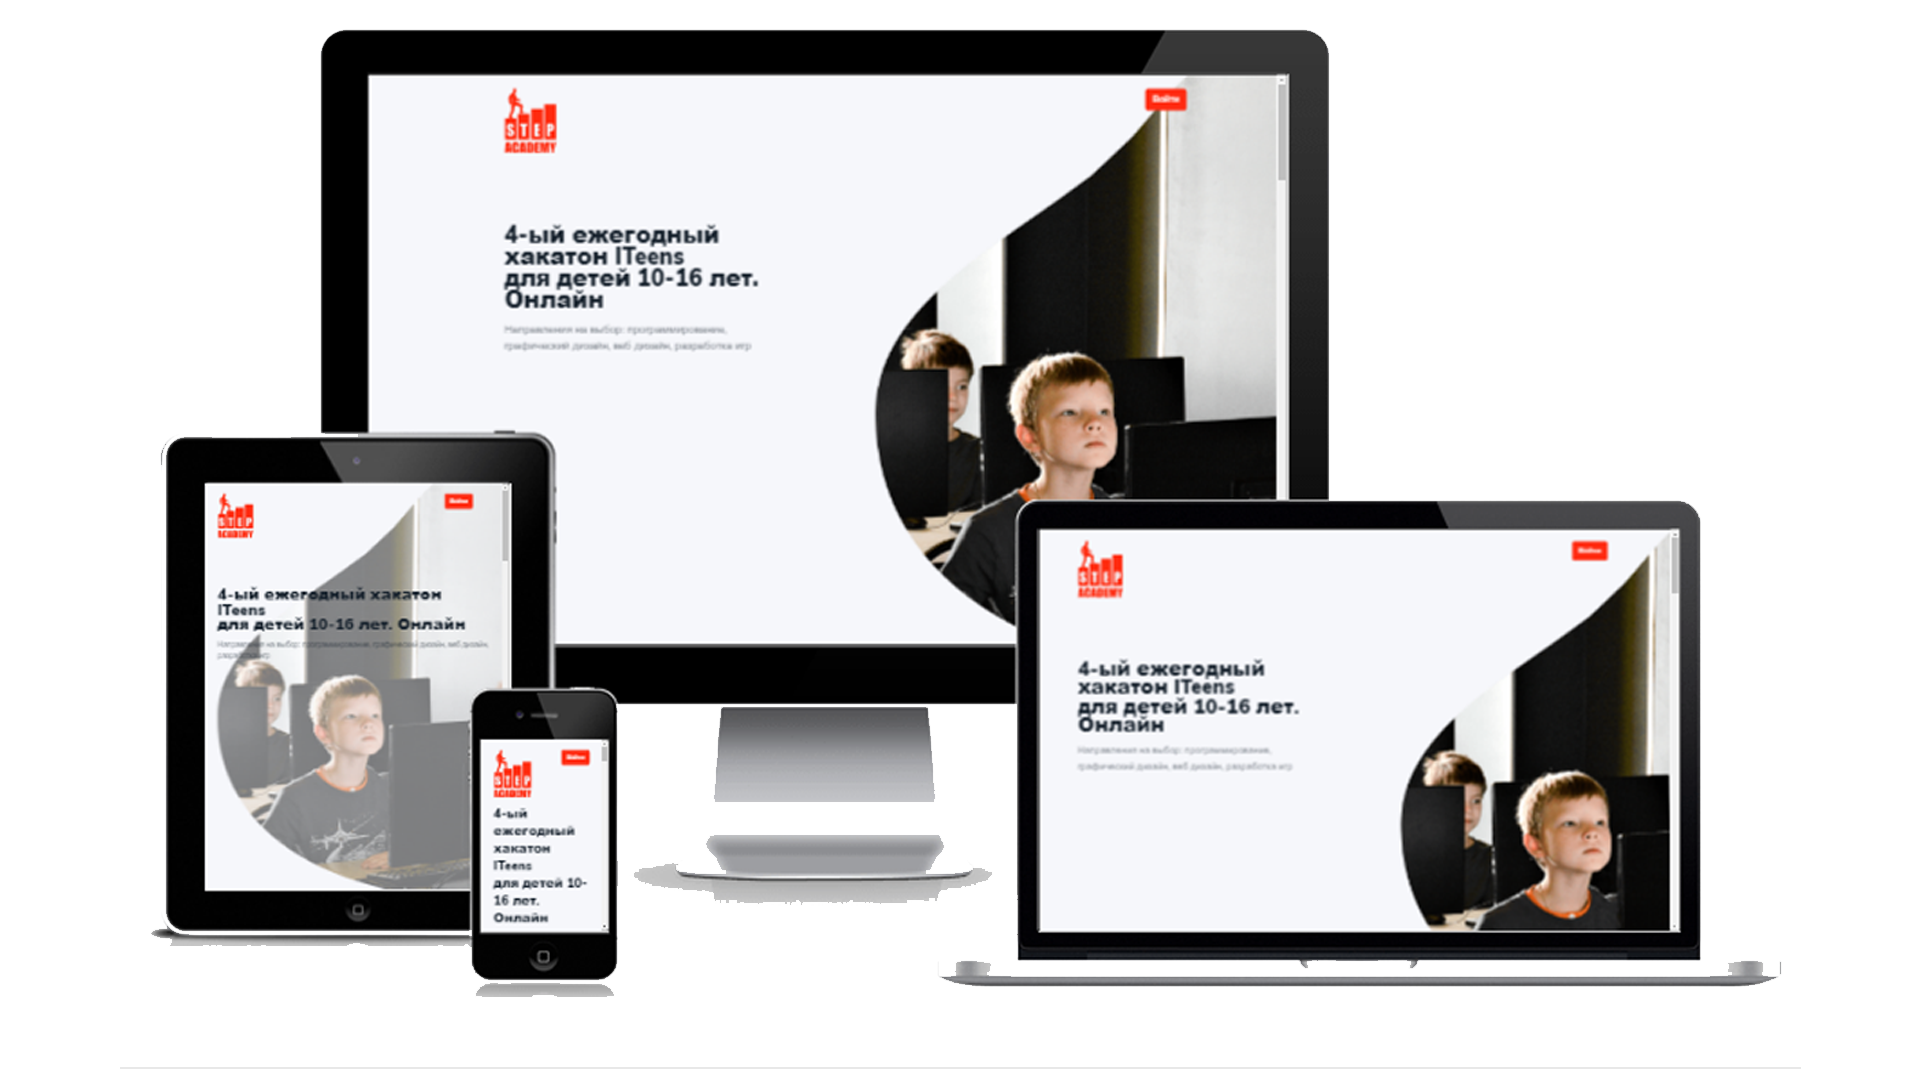 STEP
ACADEMY
Войти
4-ый ежегодный
хакатон ITeens
для детей 10-16 лет.
Онлайн
Направления на выбор: программирование,
графический дизайн, веб дизайн, разработка игр
STEP
ACADEMY
Войти
4-ый ежегодный хакатон
ITeens
для детей 10-16 лет. Онлайн
Направления на выбор: программирование, графический дизайн, веб дизайн,
разработка игр
STEP
ACADEMY
Войти
4-ый
ежегодный
хакатон
ITeens
для детей 10-
16 лет.
Онлайн
STEP
ACADEMY
Войти
4-ый ежегодный
хакатон ITeens
для детей 10-16 лет.
Онлайн
Направления на выбор: программирование,
графический дизайн, веб дизайн, разработка игр